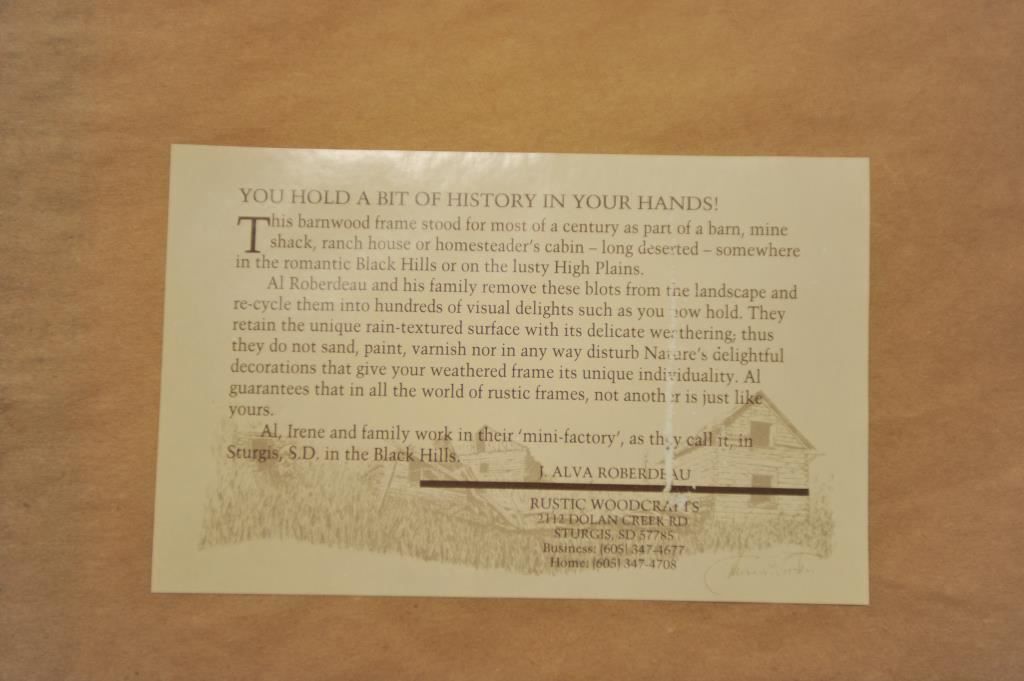 YOU HOLD A BIT OF HISTORY IN YOUR HANDS!
This barnwood frame stood for most of a century as part of a barn, mine
shack, ranch house or homesteader's cabin – long deserted – somewhere
in the romantic Black Hills or on the lusty High Plains.
Al Roberdeau and his family remove these blots from the landscape and
re-cycle them into hundreds of visual delights such as you now hold. They
retain the unique rain-textured surface with its delicate weathering; thus
they do not sand, paint, varnish nor in any way disturb Nature's delightful
decorations that give your weathered frame its unique individuality. Al
guarantees that in all the world of rustic frames, not another is just like
yours.
Al, Irene and family work in their 'mini-factory', as they call it, in
Sturgis, S.D. in the Black Hills.
J. ALVA ROBERDEAU
RUSTIC WOODCRAFTS
2112 DOLAN CREEK RD
STURGIS, SD 57785
Business: (605) 347-4677
Home: (605) 347-4708